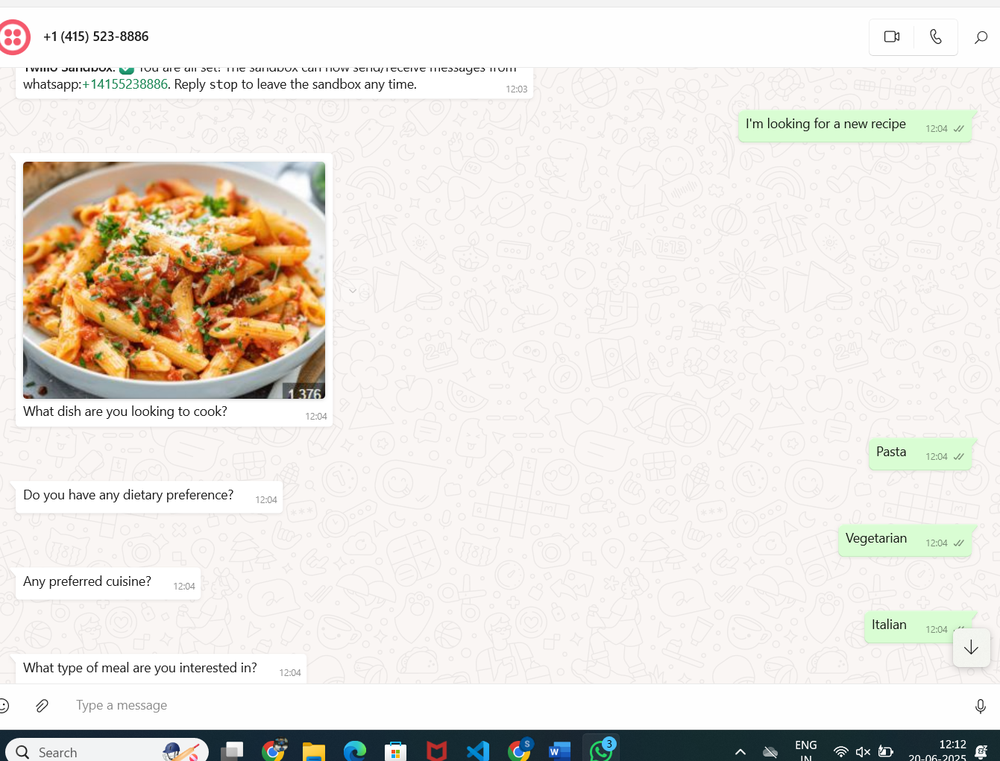 +1 (415) 523-8886
Twilio Sandbox: ✅ You are all set! The sandbox can now send/receive messages from
whatsapp:+14155238886. Reply stop to leave the sandbox any time.
12:03
I'm looking for a new recipe
12:04
1,376
What dish are you looking to cook?
12:04
Pasta
12:04
Do you have any dietary preference?
12:04
Vegetarian
12:04
Any preferred cuisine?
12:04
Italian
12:04
What type of meal are you interested in?
12:04
Type a message
Search
S
W
3
ENG
IN
12:12
20-06-2025